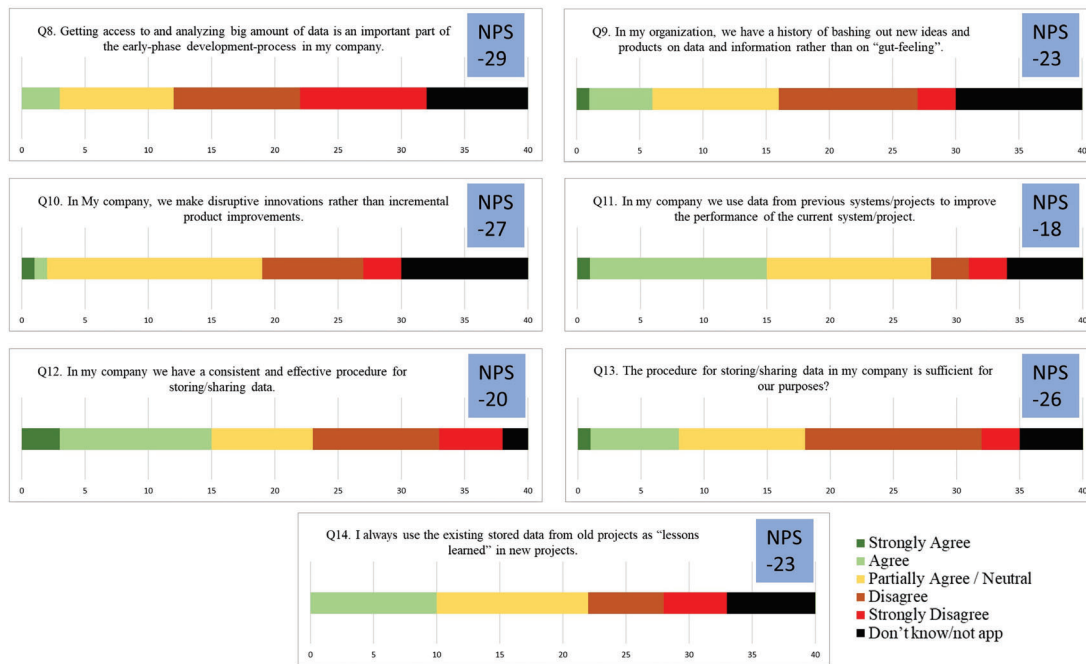 Q8. Getting access to and analyzing big amount of data is an important part of
the early-phase development-process in my company.
NPS
-29
0 5 10 15 20 25 30 35 40
Q9. In my organization, we have a history of bashing out new ideas and
products on data and information rather than on “gut-feeling”.
NPS
-23
0 5 10 15 20 25 30 35 40
Q10. In My company, we make disruptive innovations rather than incremental
product improvements.
NPS
-27
0 5 10 15 20 25 30 35 40
Q11. In my company we use data from previous systems/projects to improve
the performance of the current system/project.
NPS
-18
0 5 10 15 20 25 30 35 40
Q12. In my company we have a consistent and effective procedure for
storing/sharing data.
NPS
-20
0 5 10 15 20 25 30 35 40
Q13. The procedure for storing/sharing data in my company is sufficient for
our purposes?
NPS
-26
0 5 10 15 20 25 30 35 40
Q14. I always use the existing stored data from old projects as “lessons
learned” in new projects.
NPS
-23
0 5 10 15 20 25 30 35 40
Strongly Agree
Agree
Partially Agree / Neutral
Disagree
Strongly Disagree
Don’t know/not app